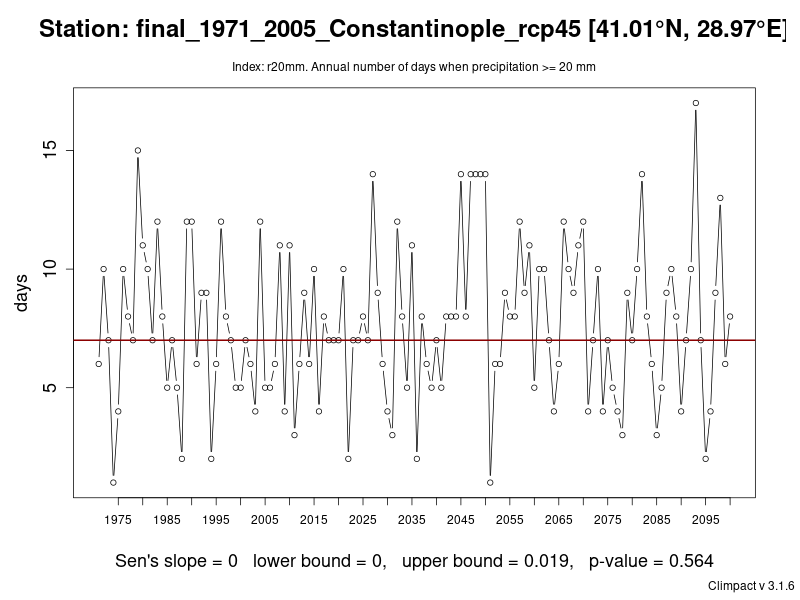 Station: final_1971_2005_Constantinople_rcp45 [41.01°N, 28.97°E]
Index: r20mm. Annual number of days when precipitation >= 20 mm
days
15
10
5
1975 1985 1995 2005 2015 2025 2035 2045 2055 2065 2075 2085 2095
Sen's slope = 0 lower bound = 0, upper bound = 0.019, p-value = 0.564
Climpact v 3.1.6